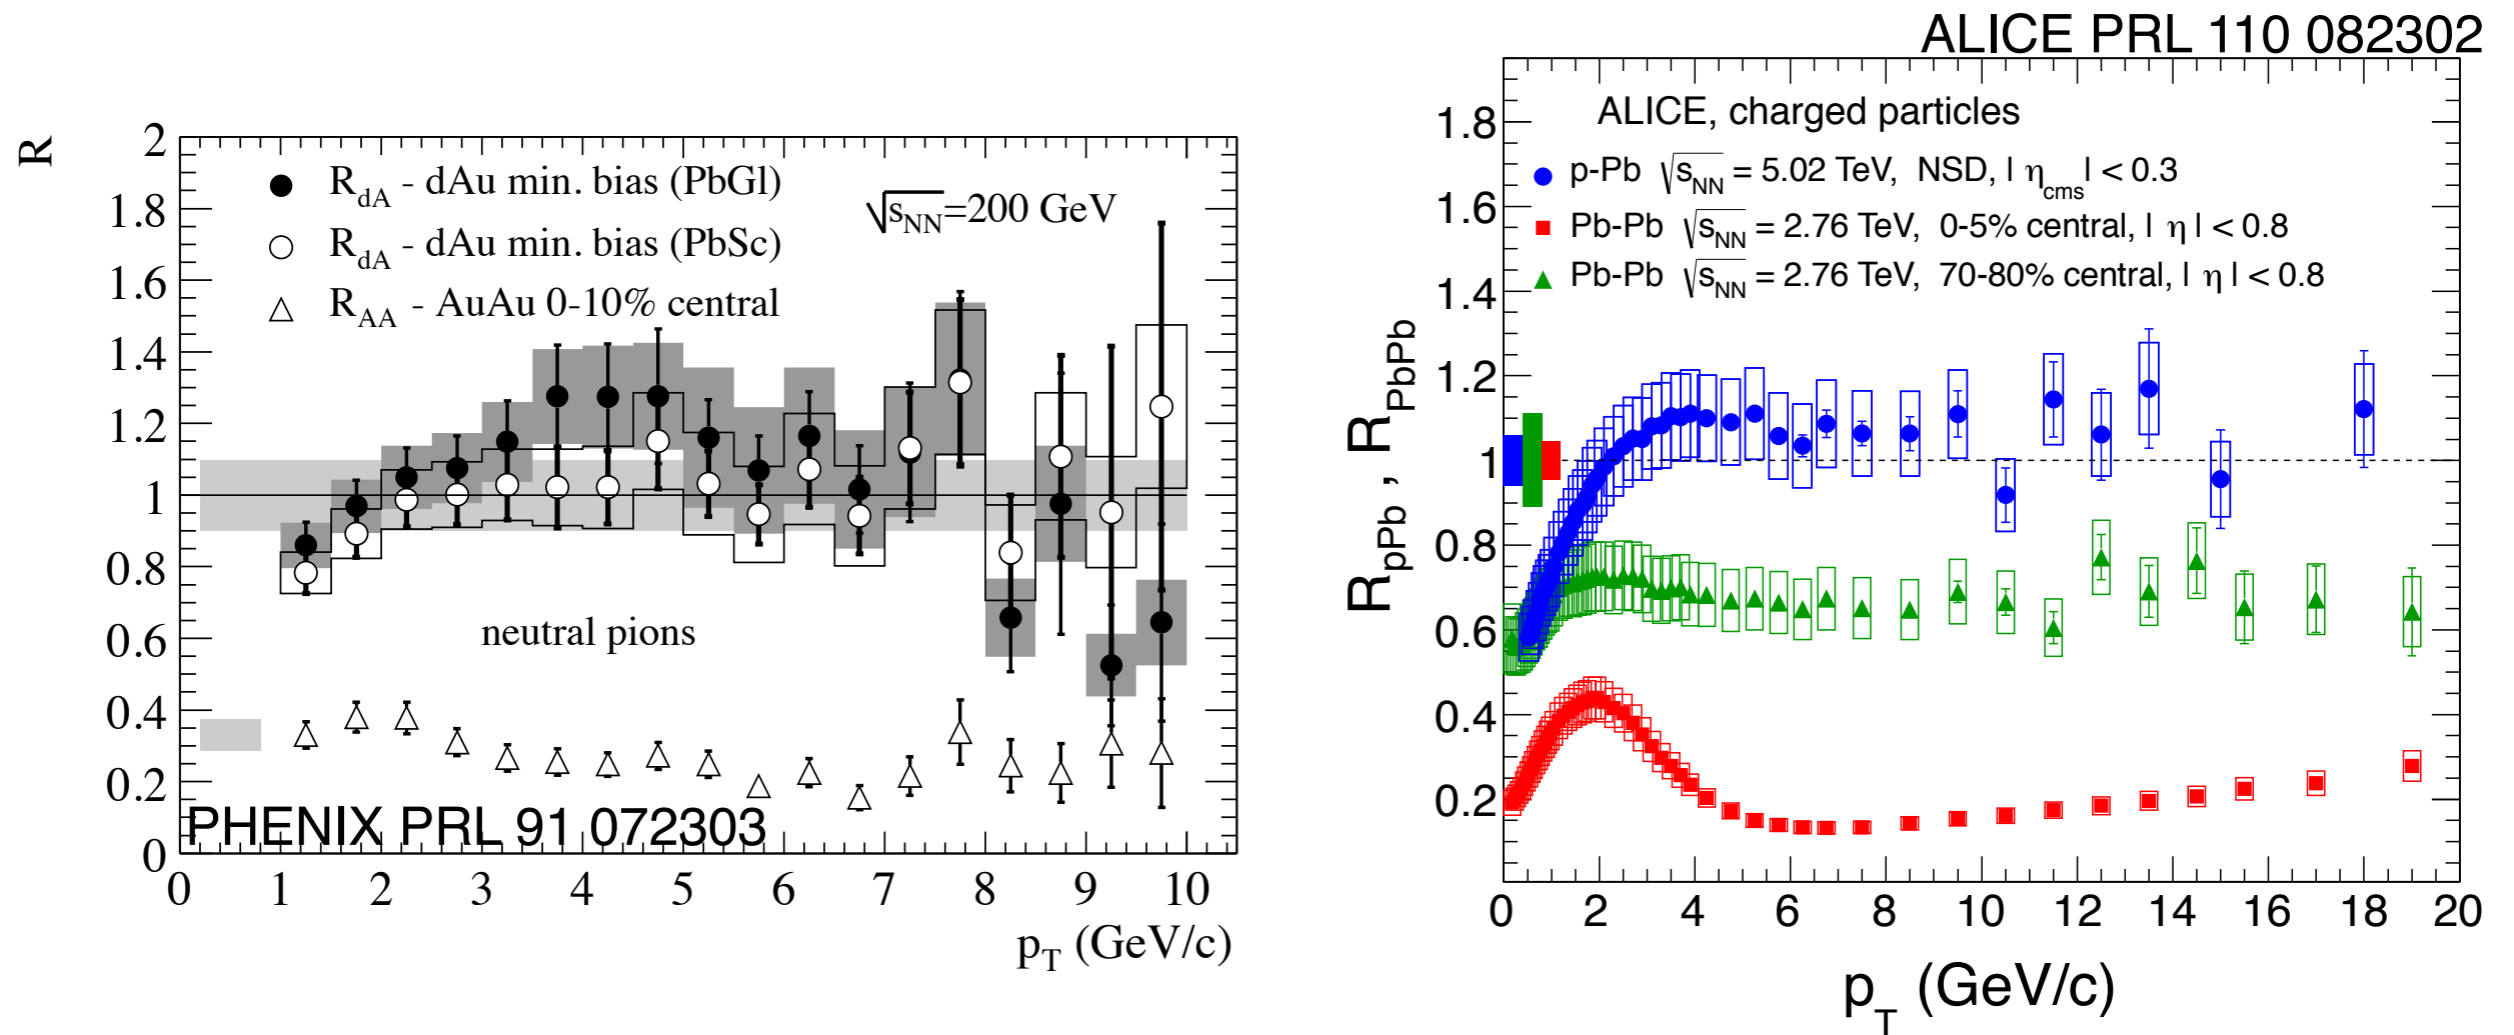 ALICE PRL 110 082302
R
2
1.8
1.6
1.4
1.2
1
0.8
0.6
0.4
0.2
0
R_dA - dAu min. bias (PbGl)
R_dA - dAu min. bias (PbSc)
R_AA - AuAu 0-10% central
√s_NN=200 GeV
neutral pions
PHENIX PRL 91 072303
0 1 2 3 4 5 6 7 8 9 10
p_T (GeV/c)
R_pPb , R_PbPb
1.8
1.6
1.4
1.2
1
0.8
0.6
0.4
0.2
ALICE, charged particles
p-Pb √s_NN = 5.02 TeV, NSD, | η_cms | < 0.3
Pb-Pb √s_NN = 2.76 TeV, 0-5% central, | η | < 0.8
Pb-Pb √s_NN = 2.76 TeV, 70-80% central, | η | < 0.8
0 2 4 6 8 10 12 14 16 18 20
p_T (GeV/c)